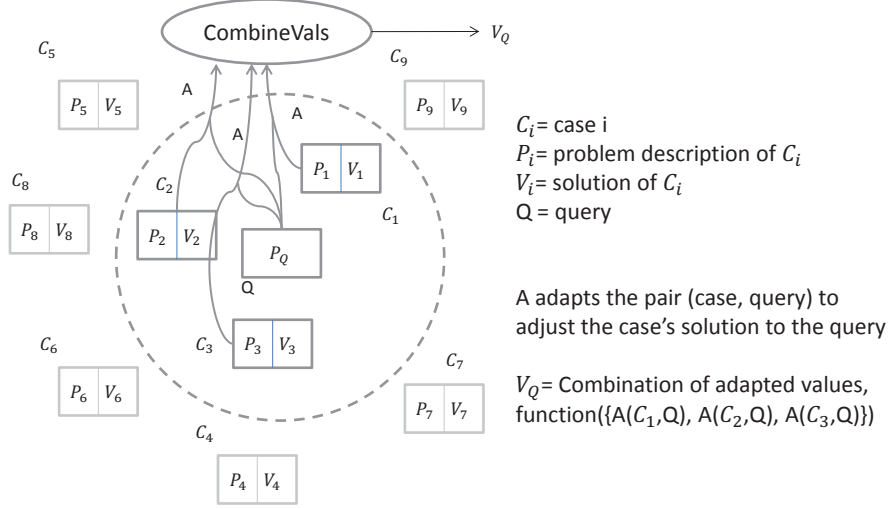 CombineVals
V_Q
C_5
C_9
P_5 V_5
A
A
A
P_9 V_9
C_i= case i
P_i= problem description of C_i
V_i= solution of C_i
Q = query
P_1 V_1
C_1
C_2
P_2 V_2
C_8
P_8 V_8
P_Q
Q
A adapts the pair (case, query) to
adjust the case's solution to the query
C_3
P_3 V_3
C_6
P_6 V_6
C_7
P_7 V_7
V_Q= Combination of adapted values,
function({A(C_1,Q), A(C_2,Q), A(C_3,Q)})
C_4
P_4 V_4